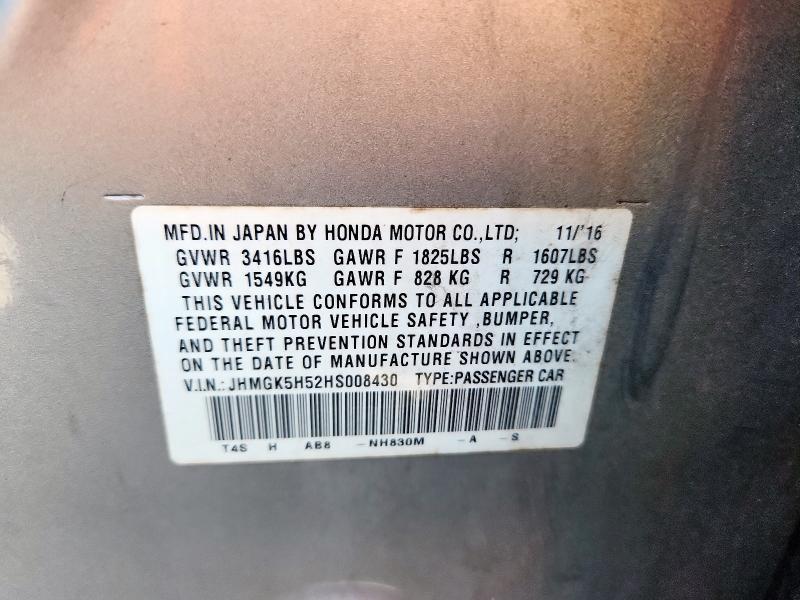 MFD.IN JAPAN BY HONDA MOTOR CO.,LTD; 11/'16
GVWR 3416LBS GAWR F 1825LBS R 1607LBS
GVWR 1549KG GAWR F 828 KG R 729 KG
THIS VEHICLE CONFORMS TO ALL APPLICABLE
FEDERAL MOTOR VEHICLE SAFETY ,BUMPER,
AND THEFT PREVENTION STANDARDS IN EFFECT
ON THE DATE OF MANUFACTURE SHOWN ABOVE.
V.I.N.: JHMGK5H52HS008430 TYPE:PASSENGER CAR
T4S H AB8 -NH830M -A -S